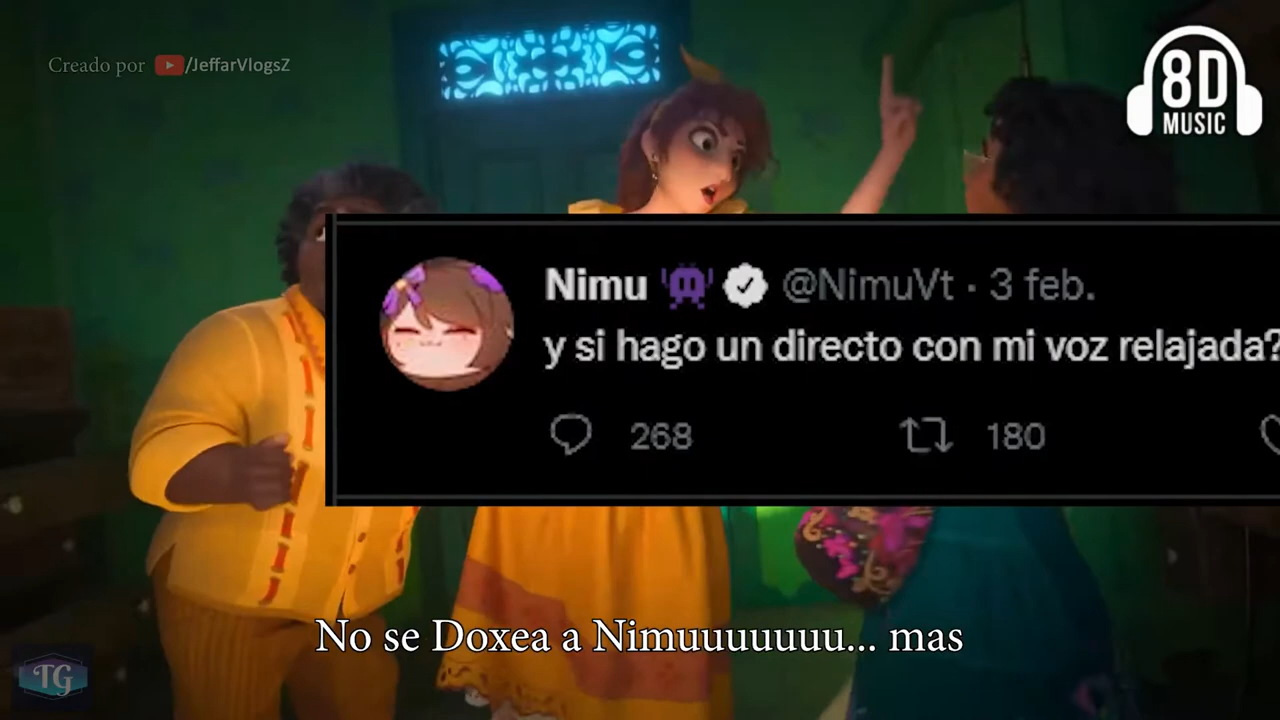 Creado por /JeffarVlogsZ
8D
MUSIC
Nimu @NimuVt · 3 feb.
y si hago un directo con mi voz relajada?
268 180
No se Doxea a Nimuuuuuuu... mas
TG